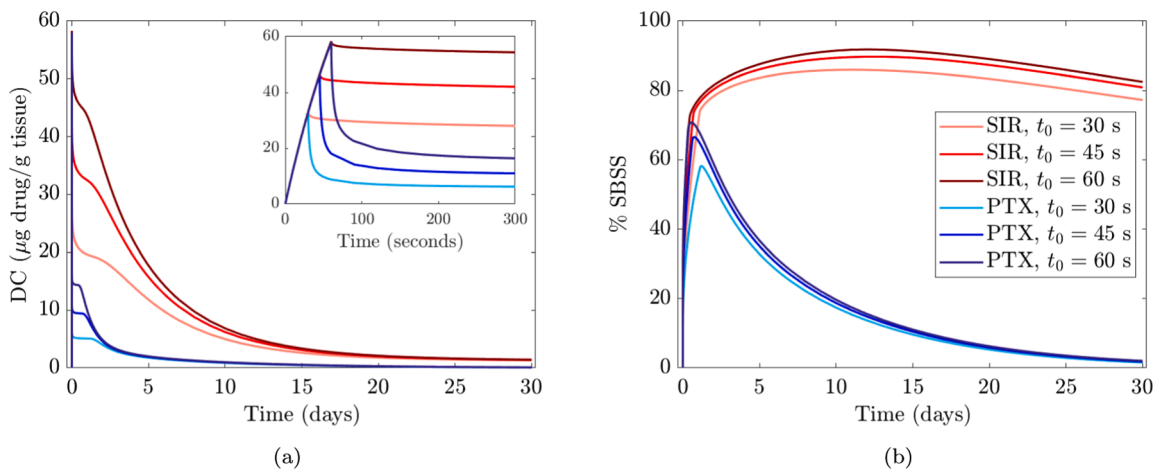 60
50
40
30
20
10
0
DC (μg drug/g tissue)
0 5 10 15 20 25 30
Time (days)
60
40
20
0
0 100 200 300
Time (seconds)
(a)
100
80
60
40
20
0
% SBSS
SIR, t₀ = 30 s
SIR, t₀ = 45 s
SIR, t₀ = 60 s
PTX, t₀ = 30 s
PTX, t₀ = 45 s
PTX, t₀ = 60 s
0 5 10 15 20 25 30
Time (days)
(b)